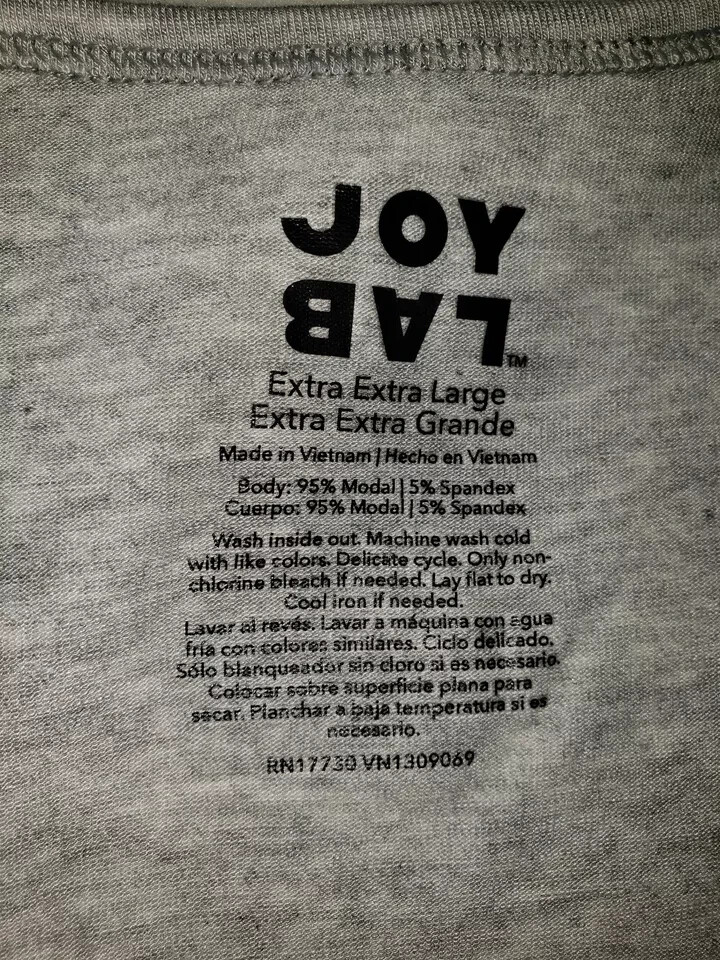 JOY
LAB™
Extra Extra Large
Extra Extra Grande
Made in Vietnam | Hecho en Vietnam
Body: 95% Modal | 5% Spandex
Cuerpo: 95% Modal | 5% Spandex
Wash inside out. Machine wash cold
with like colors. Delicate cycle. Only non-
chlorine bleach if needed. Lay flat to dry.
Cool iron if needed.
Lavar al revés. Lavar a máquina con agua
fría con colores similares. Ciclo delicado.
Sólo blanqueador sin cloro si es necesario.
Colocar sobre superficie plana para
secar. Planchar a baja temperatura si es
necesario.
RN17730 VN1309069